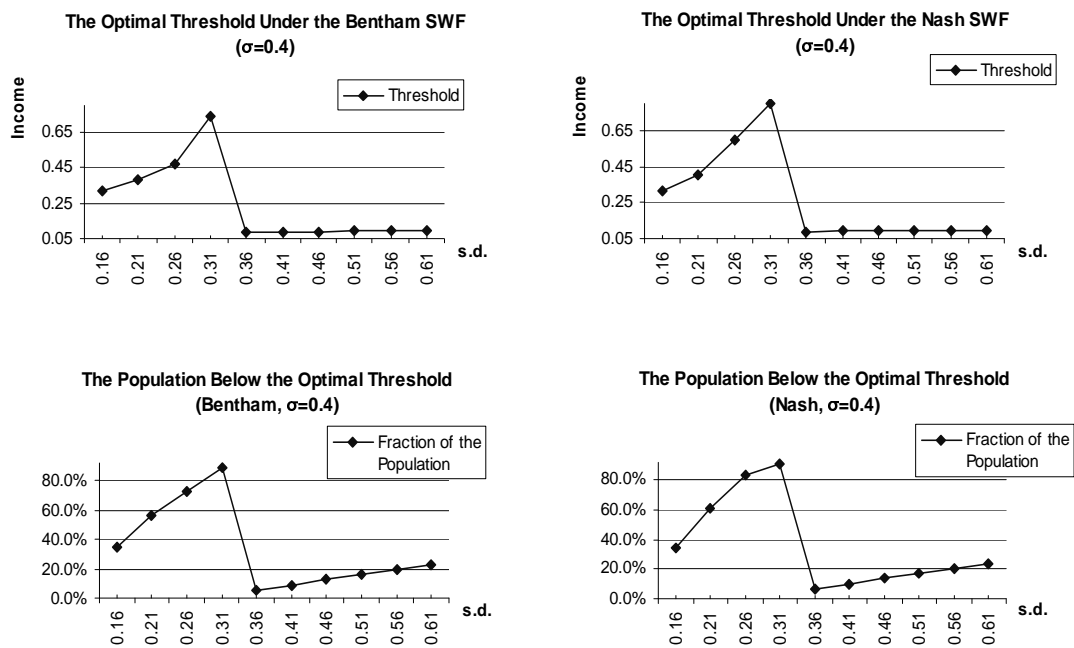 The Optimal Threshold Under the Bentham SWF
(σ=0.4)
Threshold
Income
0.65
0.45
0.25
0.05
0.16
0.21
0.26
0.31
0.36
0.41
0.46
0.51
0.56
0.61
s.d.
The Optimal Threshold Under the Nash SWF
(σ=0.4)
Threshold
Income
0.65
0.45
0.25
0.05
0.16
0.21
0.26
0.31
0.36
0.41
0.46
0.51
0.56
0.61
s.d.
The Population Below the Optimal Threshold
(Bentham, σ=0.4)
Fraction of the
Population
80.0%
60.0%
40.0%
20.0%
0.0%
0.16
0.21
0.26
0.31
0.36
0.41
0.46
0.51
0.56
0.61
s.d.
The Population Below the Optimal Threshold
(Nash, σ=0.4)
Fraction of the
Population
80.0%
60.0%
40.0%
20.0%
0.0%
0.16
0.21
0.26
0.31
0.36
0.41
0.46
0.51
0.56
0.61
s.d.